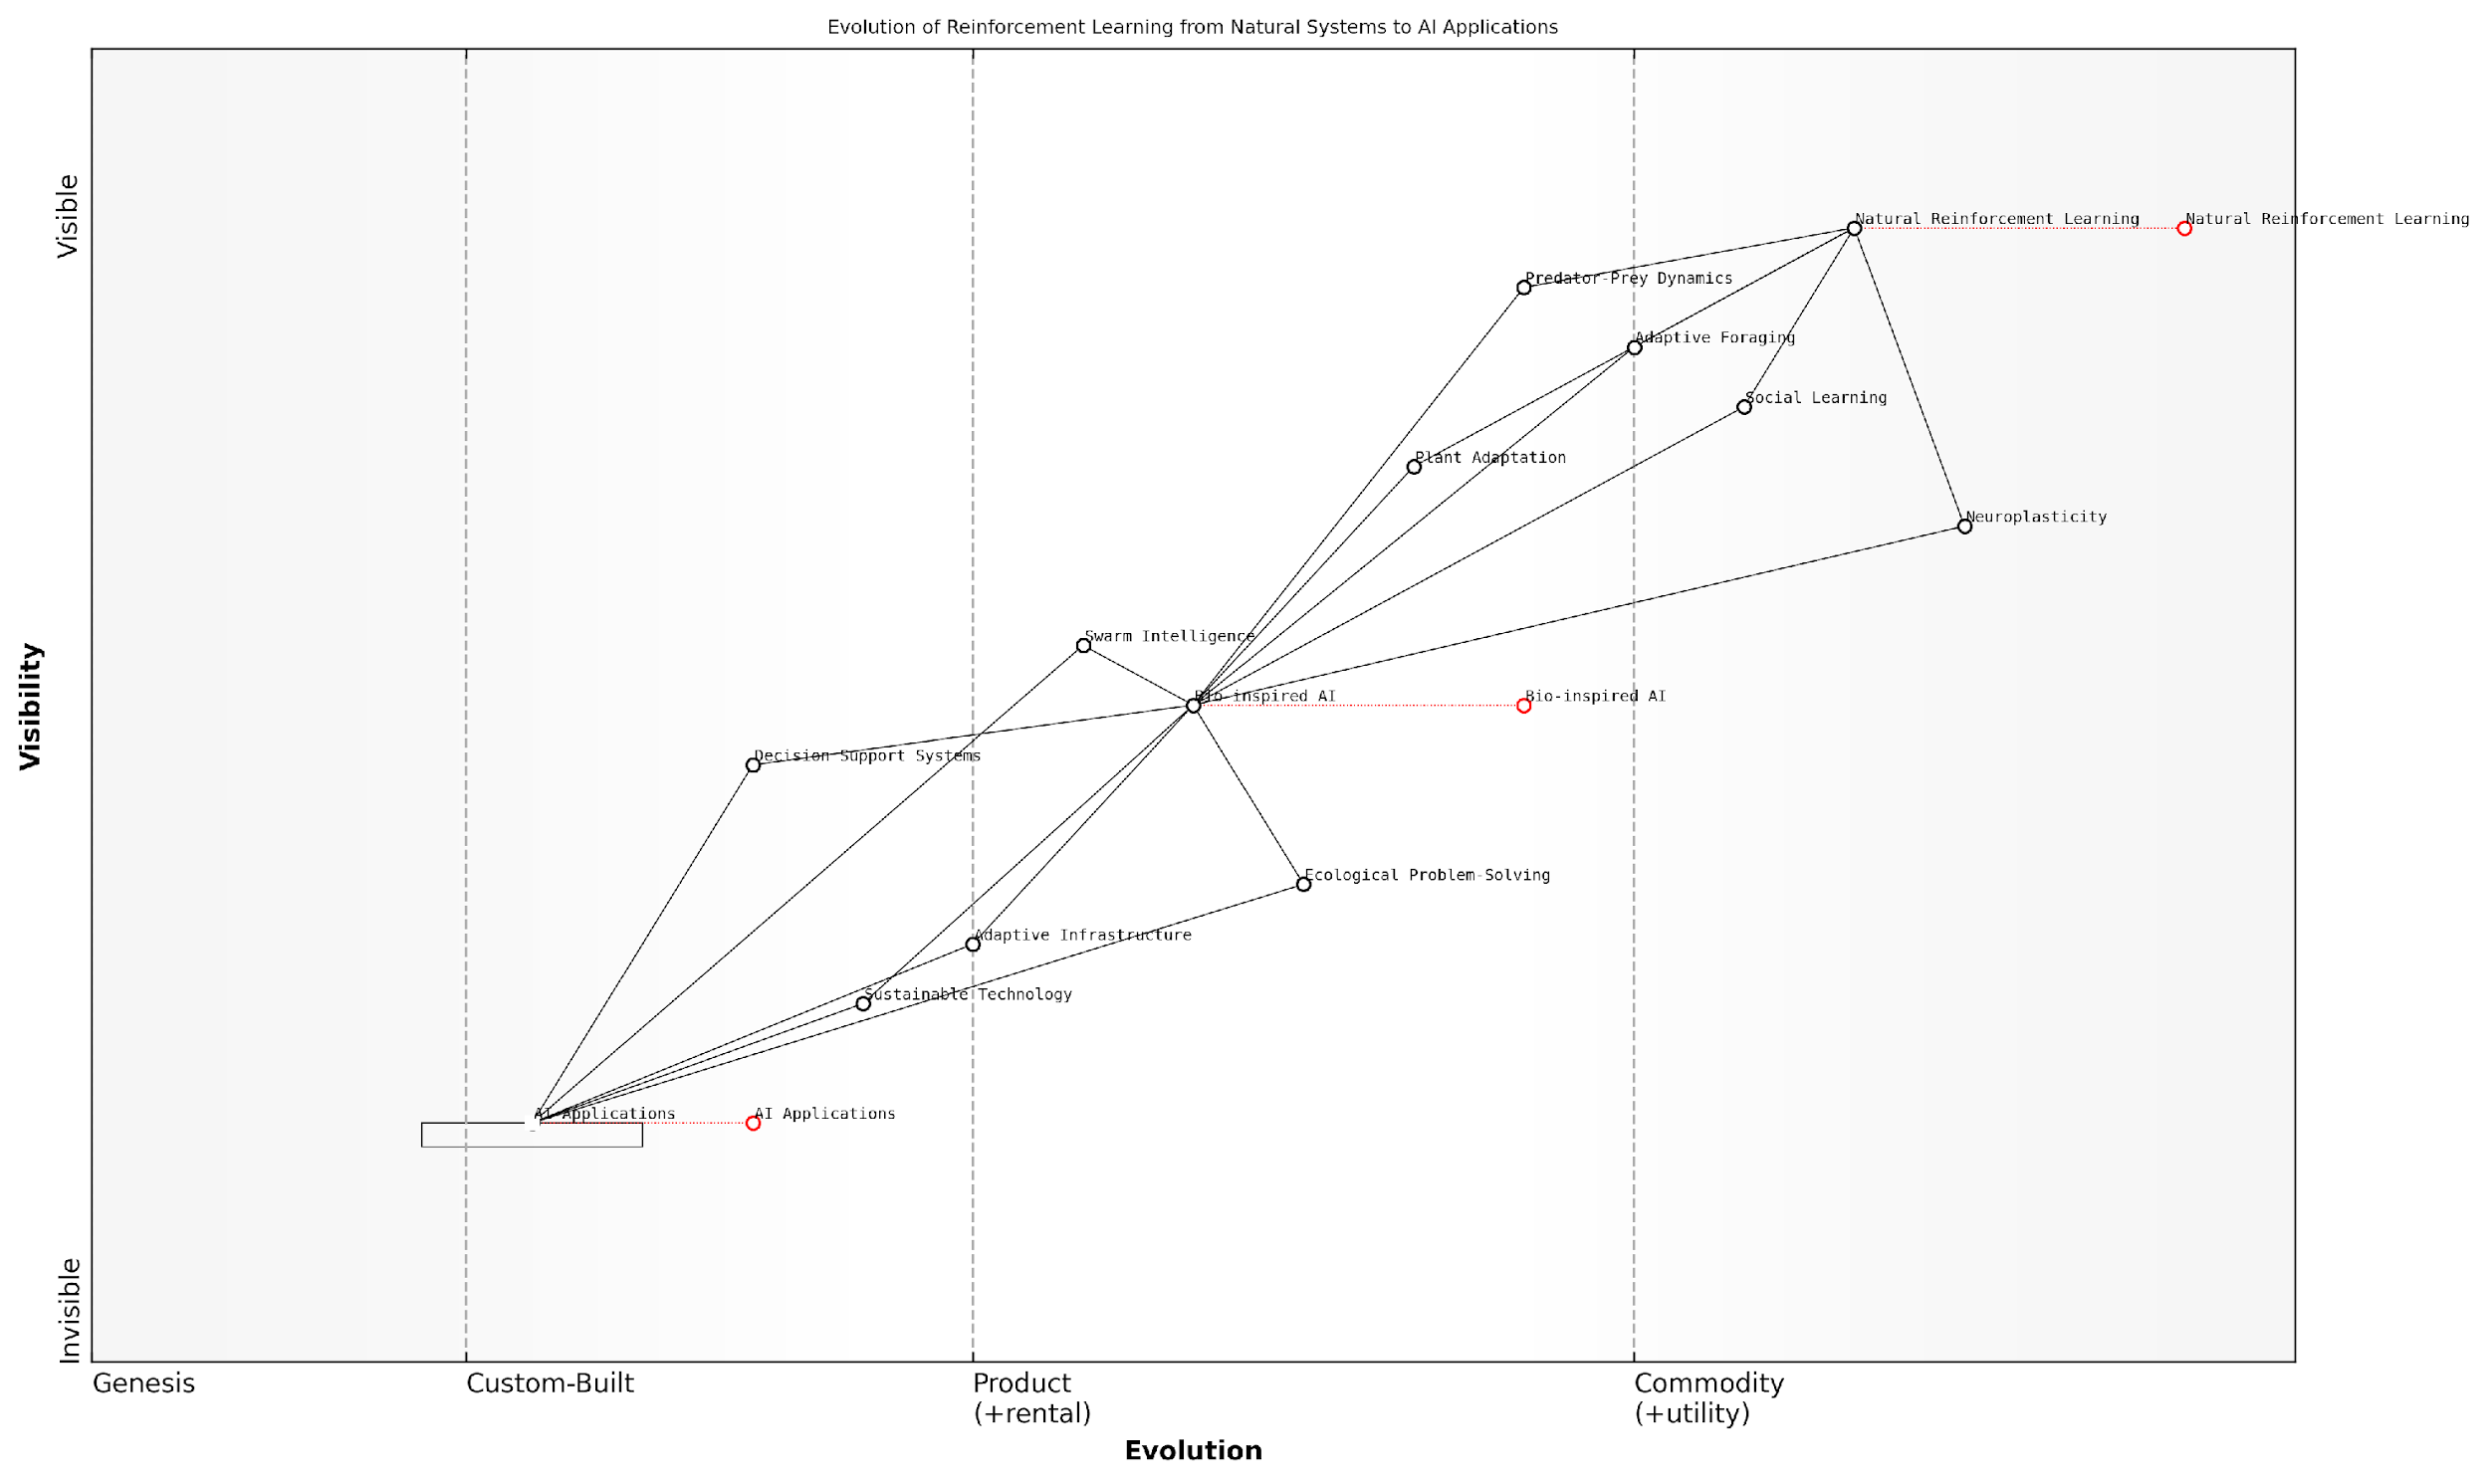 Evolution of Reinforcement Learning from Natural Systems to AI Applications
Visible
Visibility
Invisible
Natural Reinforcement Learning
Natural Reinforcement Learning
Predator-Prey Dynamics
Adaptive Foraging
Social Learning
Plant Adaptation
Neuroplasticity
Swarm Intelligence
Bio-inspired AI
Bio-inspired AI
Decision Support Systems
Ecological Problem-Solving
Adaptive Infrastructure
Sustainable Technology
AI Applications
AI Applications
Genesis
Custom-Built
Product
(+rental)
Commodity
(+utility)
Evolution